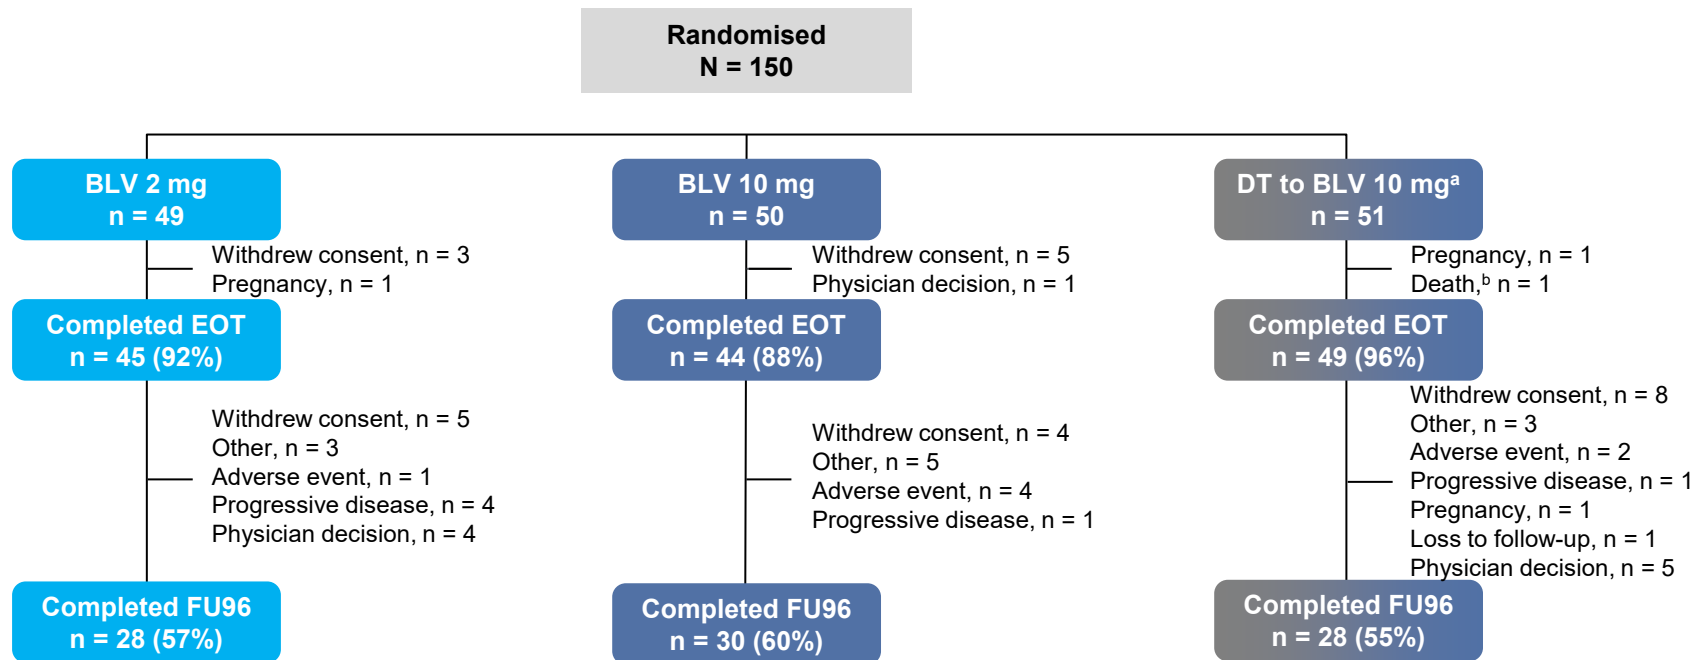 Randomised
N = 150
BLV 2 mg
n = 49
BLV 10 mg
n = 50
DT to BLV 10 mgᵃ
n = 51
Withdrew consent, n = 3
Pregnancy, n = 1
Withdrew consent, n = 5
Physician decision, n = 1
Pregnancy, n = 1
Death,ᵇ n = 1
Completed EOT
n = 45 (92%)
Completed EOT
n = 44 (88%)
Completed EOT
n = 49 (96%)
Withdrew consent, n = 5
Other, n = 3
Adverse event, n = 1
Progressive disease, n = 4
Physician decision, n = 4
Withdrew consent, n = 4
Other, n = 5
Adverse event, n = 4
Progressive disease, n = 1
Withdrew consent, n = 8
Other, n = 3
Adverse event, n = 2
Progressive disease, n = 1
Pregnancy, n = 1
Loss to follow-up, n = 1
Physician decision, n = 5
Completed FU96
n = 28 (57%)
Completed FU96
n = 30 (60%)
Completed FU96
n = 28 (55%)